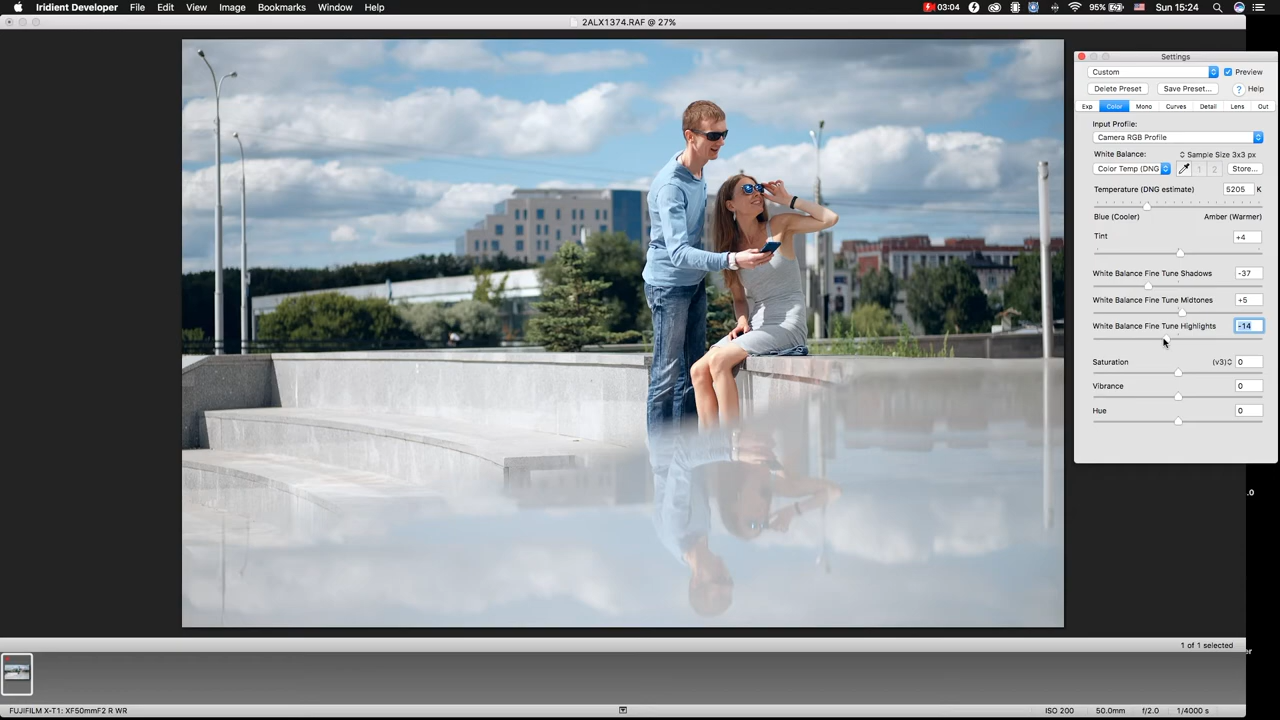 Iridient Developer File Edit View Image Bookmarks Window Help 03:04 95% Sun 15:24
2ALX1374.RAF @ 27%
Settings
Custom Preview
Delete Preset Save Preset... ? Help
Exp Color Mono Curves Detail Lens Out
Input Profile:
Camera RGB Profile
White Balance: Sample Size 3x3 px
Color Temp (DNG 1 2 Store...
Temperature (DNG estimate) 5205 K
Blue (Cooler) Amber (Warmer)
Tint +4
White Balance Fine Tune Shadows -37
White Balance Fine Tune Midtones +5
White Balance Fine Tune Highlights -14
Saturation (v3) 0
Vibrance 0
Hue 0
.0
1 of 1 selected
er
FUJIFILM X-T1: XF50mmF2 R WR ISO 200 50.0mm f/2.0 1/4000 s